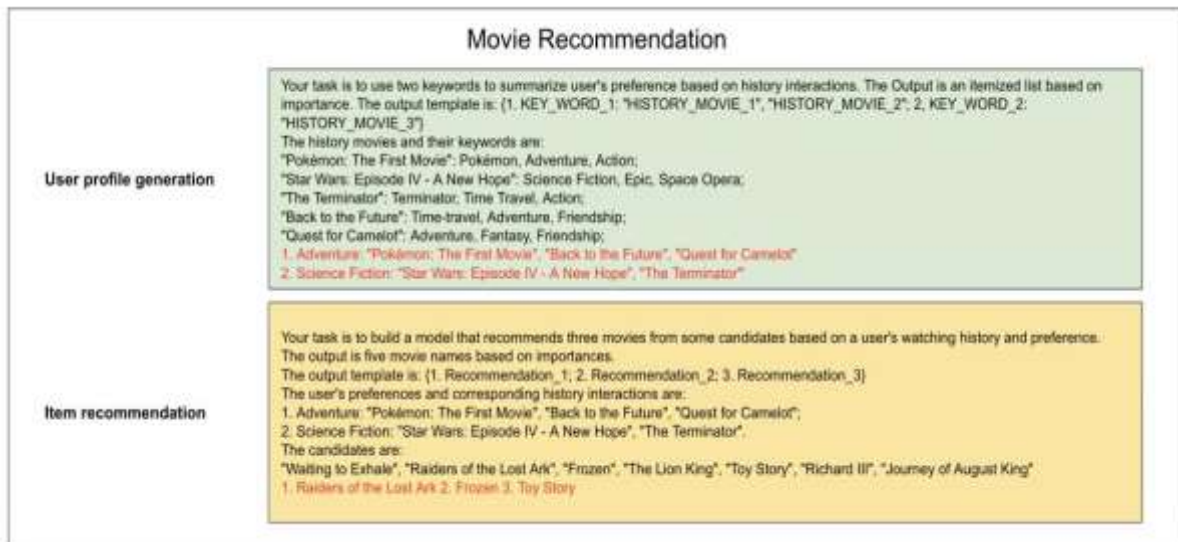 Movie Recommendation
User profile generation
Your task is to use two keywords to summarize user's preference based on history interactions. The Output is an itemized list based on
importance. The output template is: {1. KEY_WORD_1: "HISTORY_MOVIE_1", "HISTORY_MOVIE_2"; 2, KEY_WORD_2:
"HISTORY_MOVIE_3"}
The history movies and their keywords are:
"Pokémon: The First Movie": Pokémon, Adventure, Action;
"Star Wars: Episode IV - A New Hope": Science Fiction, Epic, Space Opera;
"The Terminator": Terminator, Time Travel, Action;
"Back to the Future": Time-travel, Adventure, Friendship;
"Quest for Camelot": Adventure, Fantasy, Friendship;
1. Adventure: "Pokémon: The First Movie", "Back to the Future", "Quest for Camelot"
2. Science Fiction: "Star Wars: Episode IV - A New Hope", "The Terminator"
Item recommendation
Your task is to build a model that recommends three movies from some candidates based on a user's watching history and preference.
The output is five movie names based on importances.
The output template is: {1. Recommendation_1; 2. Recommendation_2; 3. Recommendation_3}
The user's preferences and corresponding history interactions are:
1. Adventure: "Pokémon: The First Movie", "Back to the Future", "Quest for Camelot";
2. Science Fiction: "Star Wars: Episode IV - A New Hope", "The Terminator".
The candidates are:
"Waiting to Exhale", "Raiders of the Lost Ark", "Frozen", "The Lion King", "Toy Story", "Richard III", "Journey of August King"
1. Raiders of the Lost Ark 2. Frozen 3. Toy Story